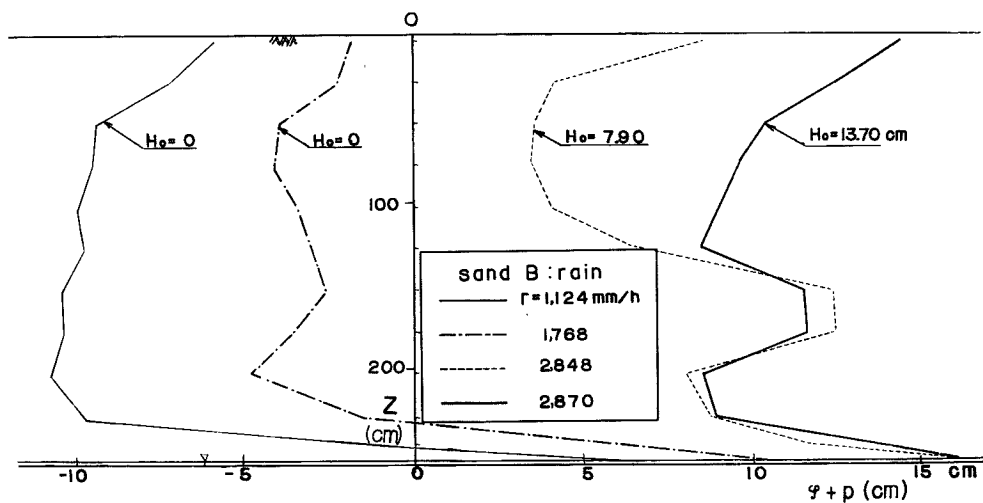 0
H₀= 0
H₀= 0
H₀= 7.90
H₀= 13.70 cm
100
sand B : rain
r = 1,124 mm/h
1,768
2,848
2,870
200
Z
(cm)
-10
-5
0
5
10
15
cm
φ + p (cm)